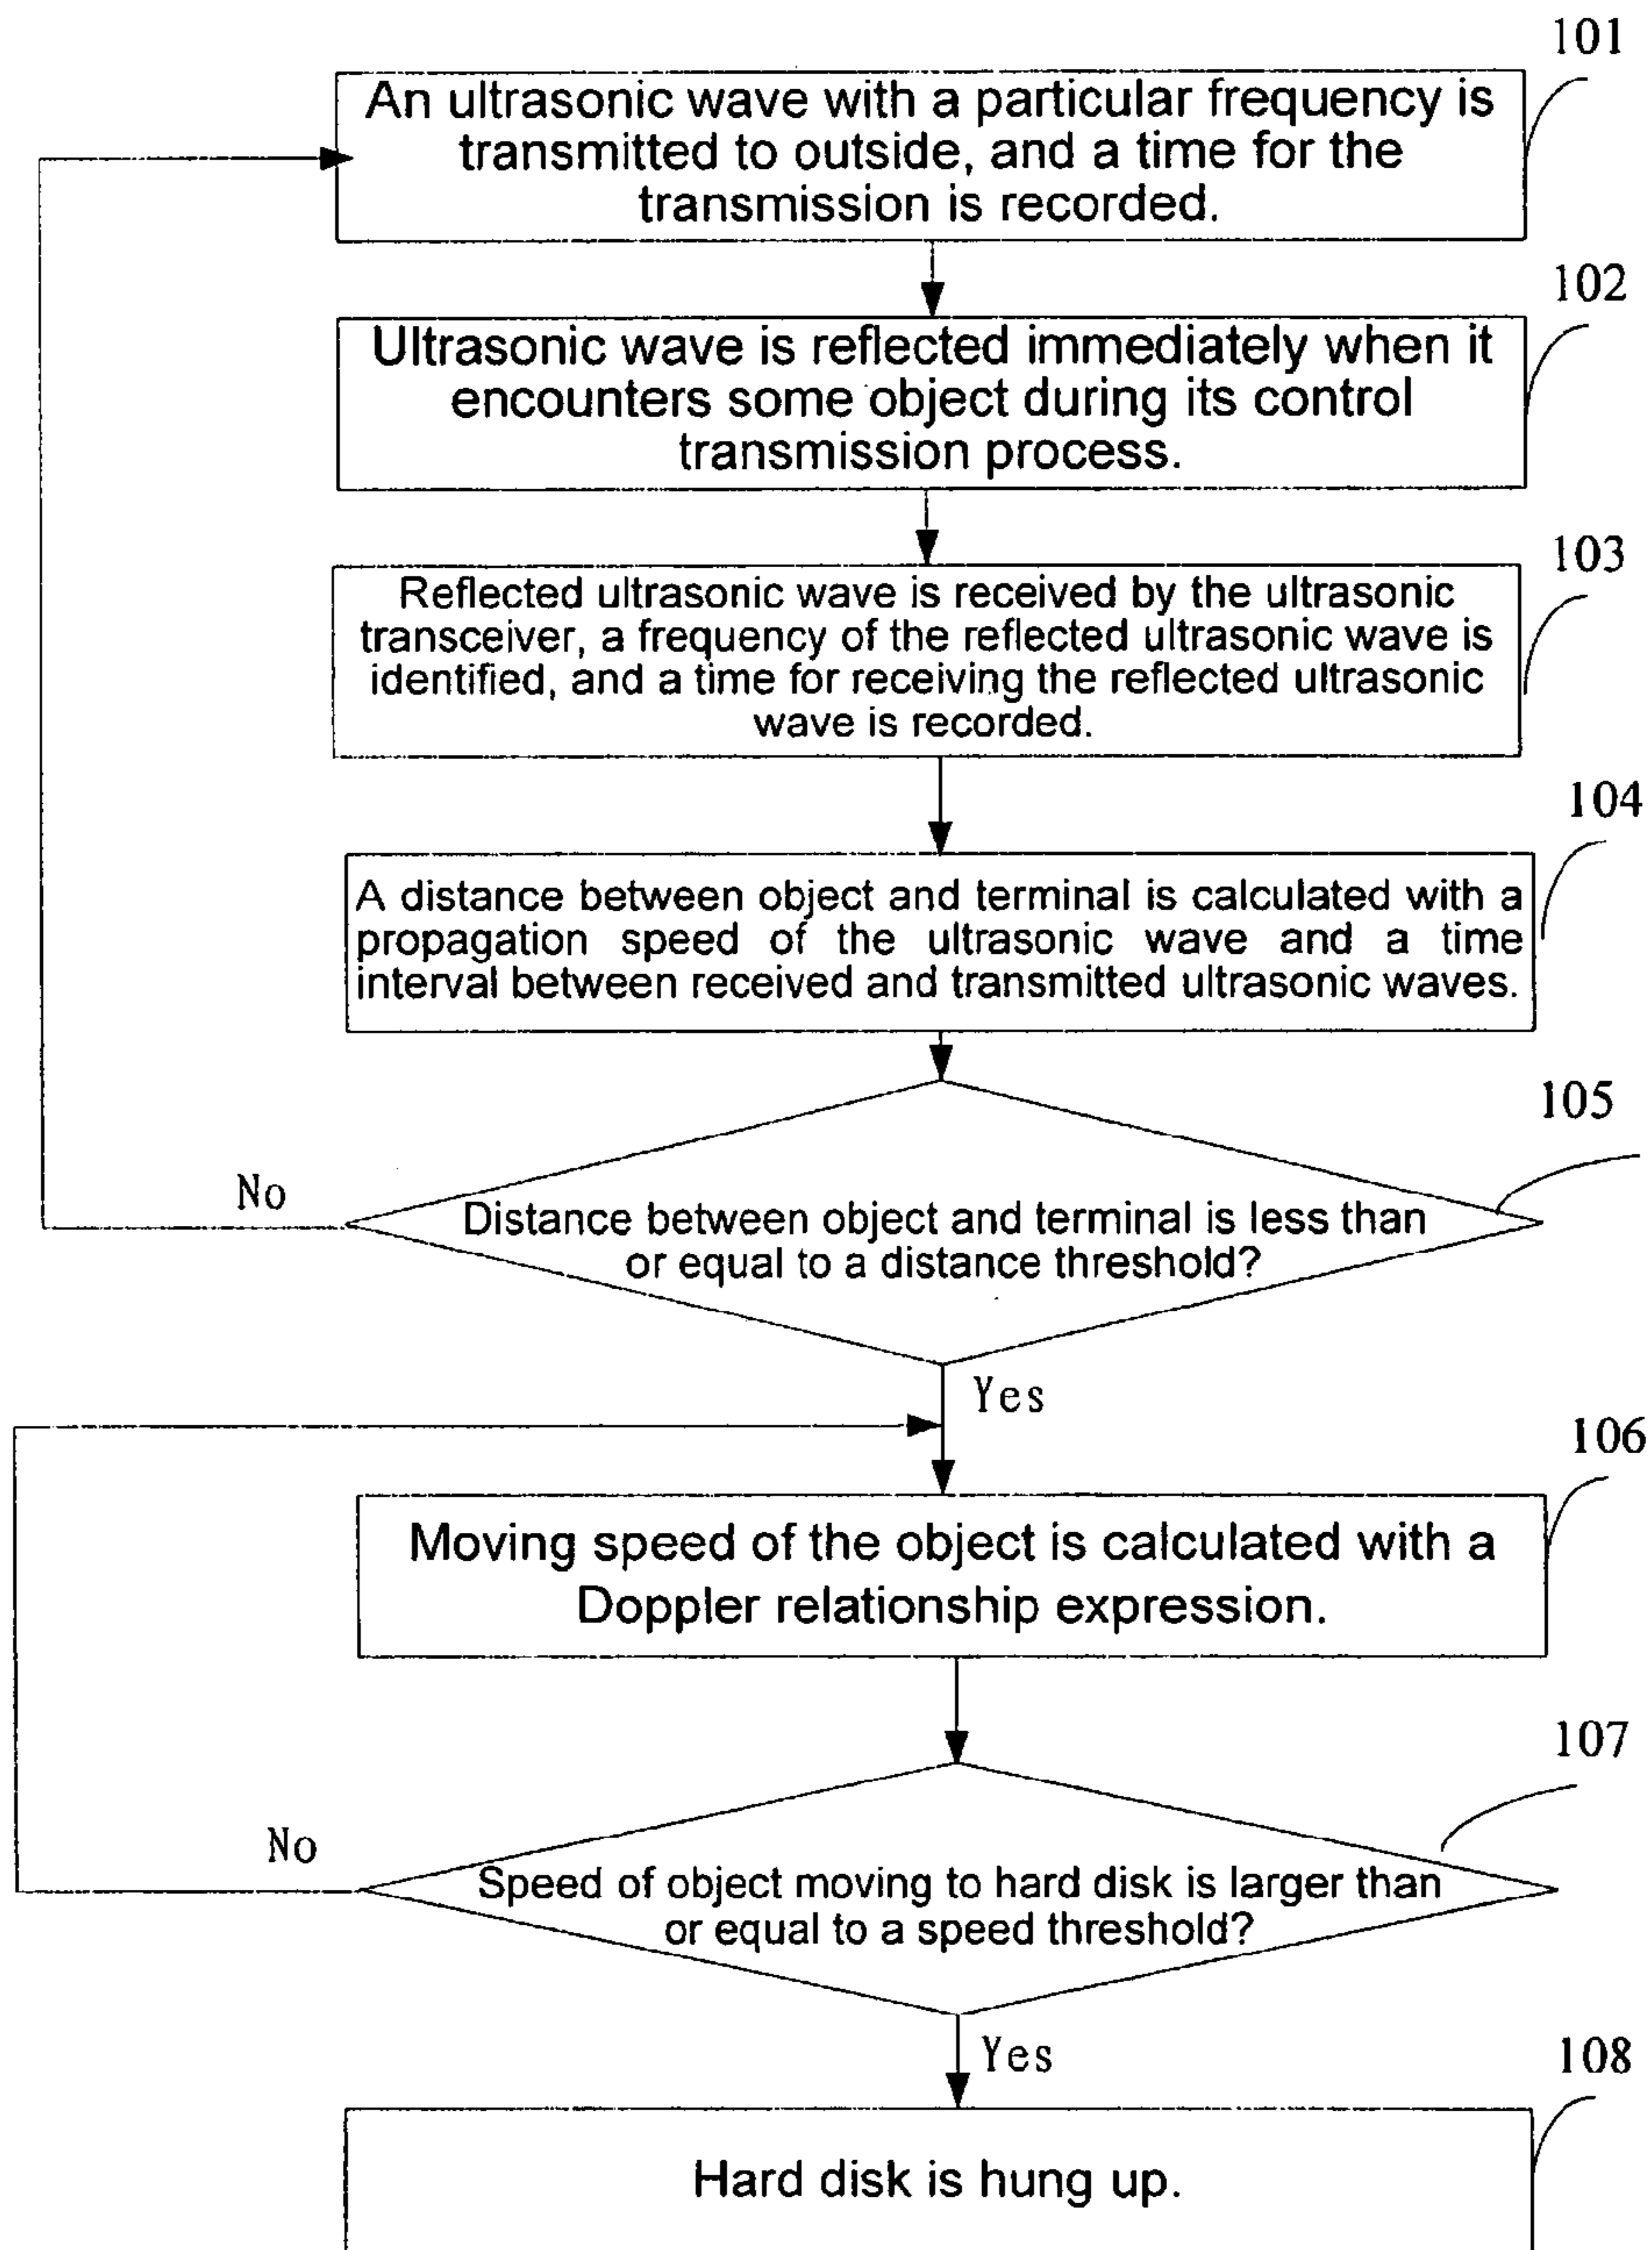 101
An ultrasonic wave with a particular frequency is
transmitted to outside, and a time for the
transmission is recorded.
102
Ultrasonic wave is reflected immediately when it
encounters some object during its control
transmission process.
103
Reflected ultrasonic wave is received by the ultrasonic
transceiver, a frequency of the reflected ultrasonic wave is
identified, and a time for receiving the reflected ultrasonic
wave is recorded.
104
A distance between object and terminal is calculated with a
propagation speed of the ultrasonic wave and a time
interval between received and transmitted ultrasonic waves.
105
No
Distance between object and terminal is less than
or equal to a distance threshold?
Yes
106
Moving speed of the object is calculated with a
Doppler relationship expression.
107
No
Speed of object moving to hard disk is larger than
or equal to a speed threshold?
Yes
108
Hard disk is hung up.